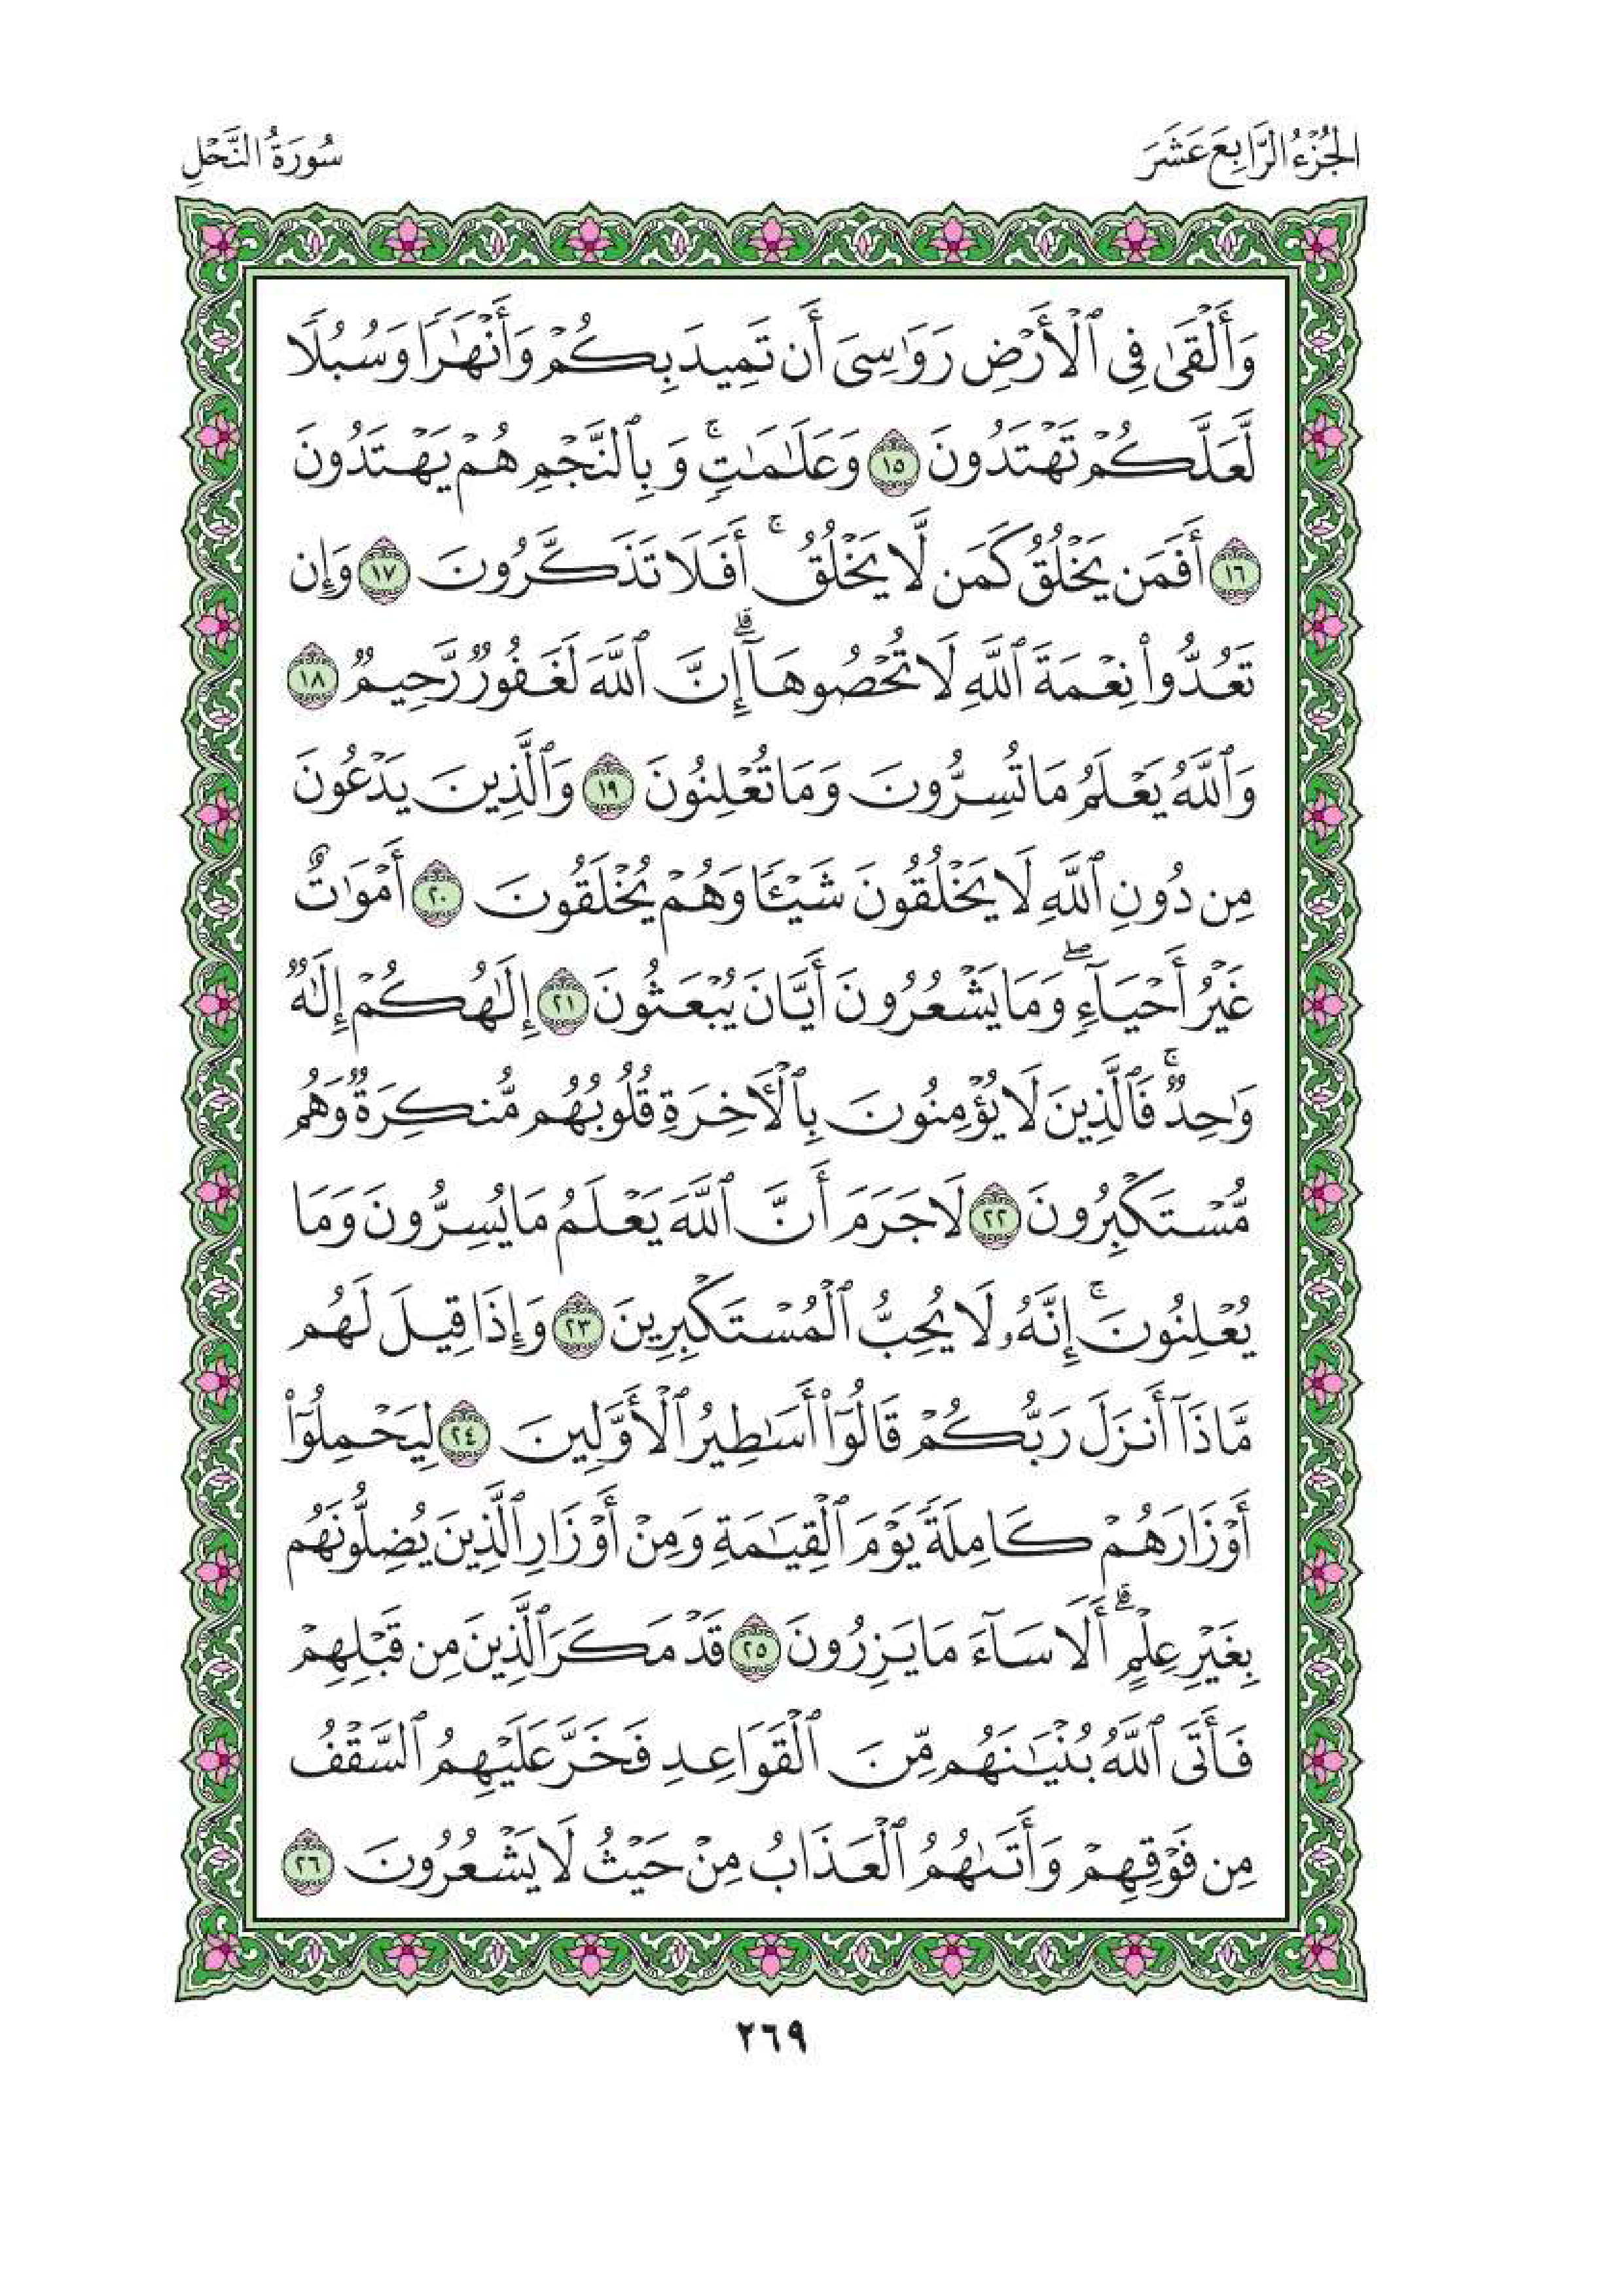 الجُزْءُ الرَّابِعَ عَشَرَ
سُورَةُ النَّحْلِ
وَأَلْقَىٰ فِي ٱلْأَرْضِ رَوَٰسِىَ أَن تَمِيدَ بِكُمْ وَأَنْهَٰرًا وَسُبُلًا
لَّعَلَّكُمْ تَهْتَدُونَ ١٥ وَعَلَٰمَٰتٍ ۚ وَبِٱلنَّجْمِ هُمْ يَهْتَدُونَ
١٦ أَفَمَن يَخْلُقُ كَمَن لَّا يَخْلُقُ ۚ أَفَلَا تَذَكَّرُونَ ١٧ وَإِن
تَعُدُّوا۟ نِعْمَةَ ٱللَّهِ لَا تُحْصُوهَآ ۗ إِنَّ ٱللَّهَ لَغَفُورٌ رَّحِيمٌ ١٨
وَٱللَّهُ يَعْلَمُ مَا تُسِرُّونَ وَمَا تُعْلِنُونَ ١٩ وَٱلَّذِينَ يَدْعُونَ
مِن دُونِ ٱللَّهِ لَا يَخْلُقُونَ شَيْـًٔا وَهُمْ يُخْلَقُونَ ٢٠ أَمْوَٰتٌ
غَيْرُ أَحْيَآءٍ ۖ وَمَا يَشْعُرُونَ أَيَّانَ يُبْعَثُونَ ٢١ إِلَٰهُكُمْ إِلَٰهٌ
وَٰحِدٌ ۚ فَٱلَّذِينَ لَا يُؤْمِنُونَ بِٱلْـَٔاخِرَةِ قُلُوبُهُم مُّنكِرَةٌ وَهُم
مُّسْتَكْبِرُونَ ٢٢ لَا جَرَمَ أَنَّ ٱللَّهَ يَعْلَمُ مَا يُسِرُّونَ وَمَا
يُعْلِنُونَ ۚ إِنَّهُۥ لَا يُحِبُّ ٱلْمُسْتَكْبِرِينَ ٢٣ وَإِذَا قِيلَ لَهُم
مَّاذَآ أَنزَلَ رَبُّكُمْ قَالُوٓا۟ أَسَٰطِيرُ ٱلْأَوَّلِينَ ٢٤ لِيَحْمِلُوٓا۟
أَوْزَارَهُمْ كَامِلَةً يَوْمَ ٱلْقِيَٰمَةِ وَمِنْ أَوْزَارِ ٱلَّذِينَ يُضِلُّونَهُم
بِغَيْرِ عِلْمٍ ۗ أَلَا سَآءَ مَا يَزِرُونَ ٢٥ قَدْ مَكَرَ ٱلَّذِينَ مِن قَبْلِهِمْ
فَأَتَى ٱللَّهُ بُنْيَٰنَهُم مِّنَ ٱلْقَوَاعِدِ فَخَرَّ عَلَيْهِمُ ٱلسَّقْفُ
مِن فَوْقِهِمْ وَأَتَىٰهُمُ ٱلْعَذَابُ مِنْ حَيْثُ لَا يَشْعُرُونَ ٢٦
٢٦٩